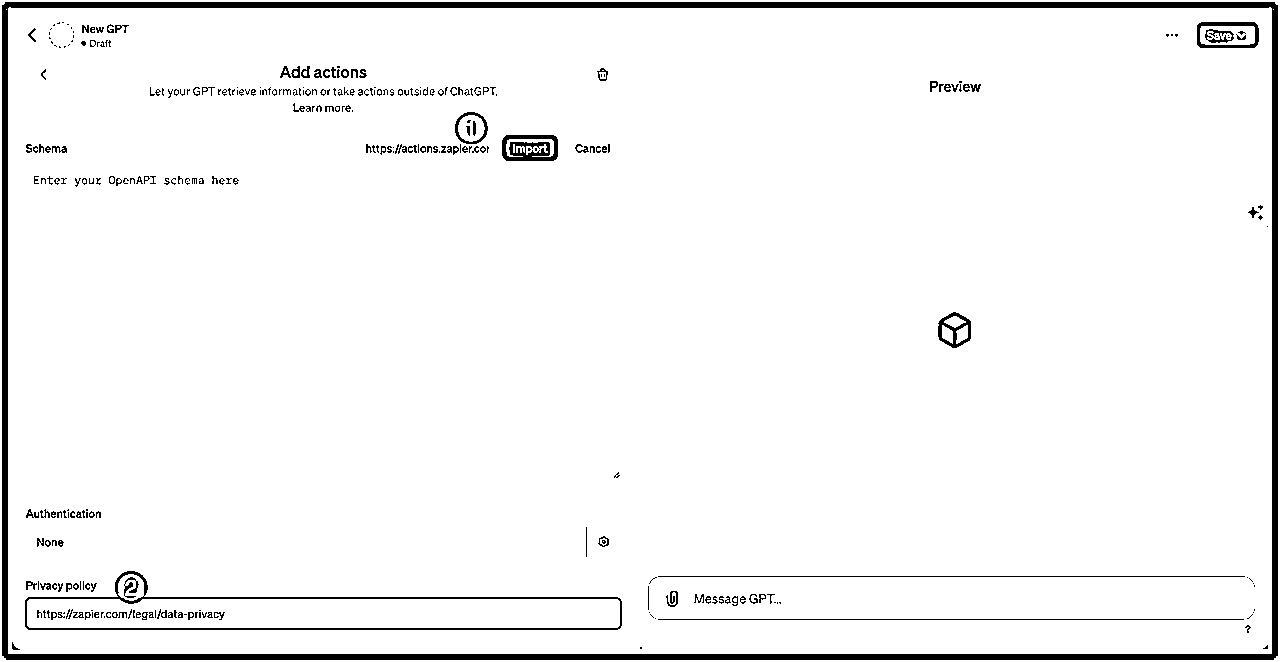 New GPT
• Draft
Save
Add actions
Let your GPT retrieve information or take actions outside of ChatGPT.
Learn more.
Preview
1
Schema
https://actions.zapier.cor
Import
Cancel
Enter your OpenAPI schema here
Authentication
None
Privacy policy
2
https://zapier.com/legal/data-privacy
Message GPT...
?